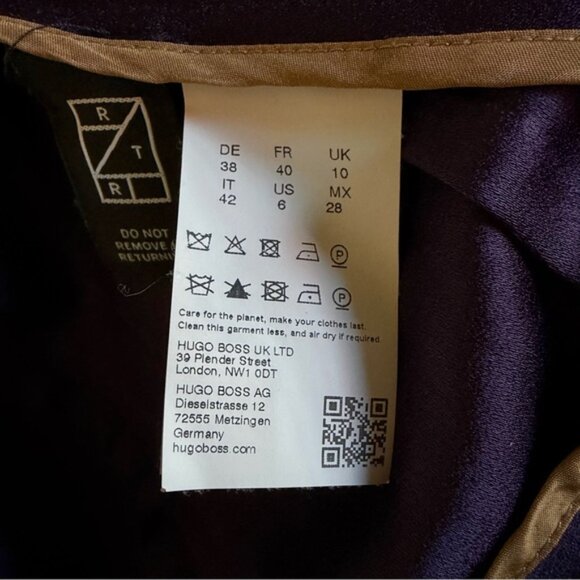 R
T
R
DO NOT
REMOVE
RETURNI
DE FR UK
38 40 10
IT US MX
42 6 28
P
P
Care for the planet, make your clothes last.
Clean this garment less, and air dry if required.
HUGO BOSS UK LTD
39 Plender Street
London, NW1 0DT
HUGO BOSS AG
Dieselstrasse 12
72555 Metzingen
Germany
hugoboss.com